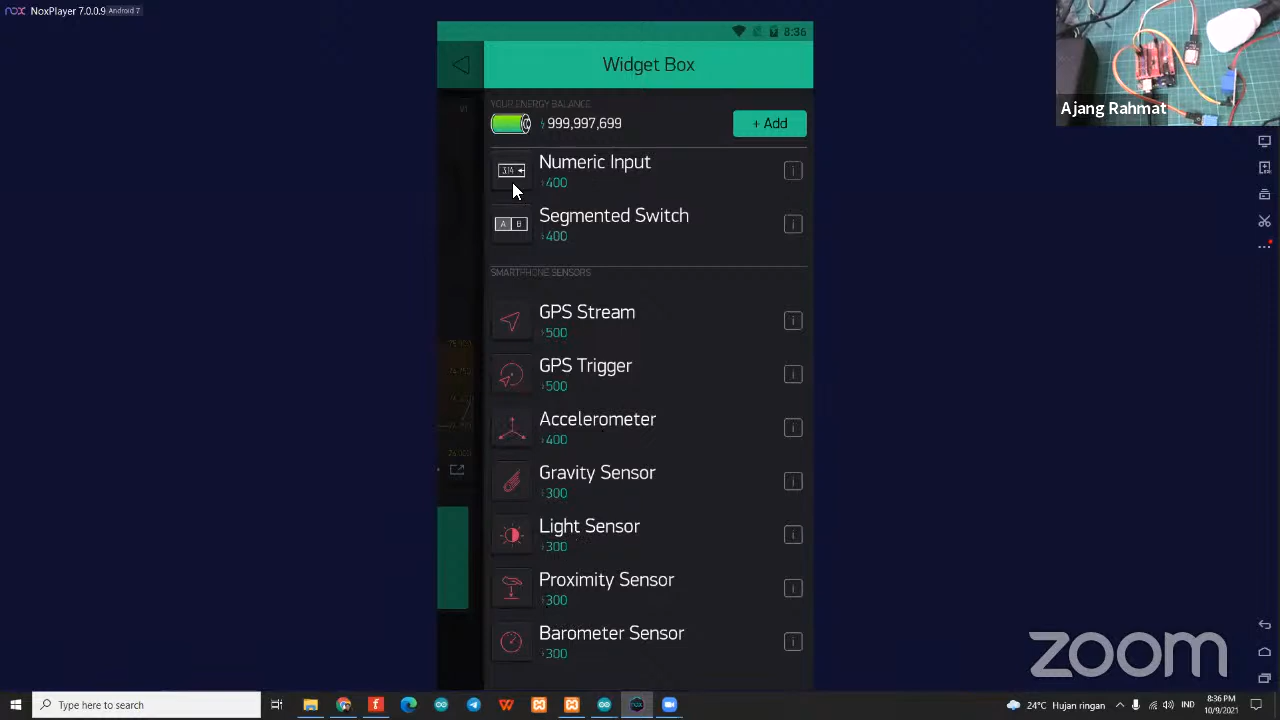 nox NoxPlayer 7.0.0.9 Android 7
8:36
Widget Box
YOUR ENERGY BALANCE
999,997,699
+ Add
Numeric Input
400
Segmented Switch
400
SMARTPHONE SENSORS
GPS Stream
500
GPS Trigger
500
Accelerometer
400
Gravity Sensor
300
Light Sensor
300
Proximity Sensor
300
Barometer Sensor
300
Ajang Rahmat
zoom
Type here to search
24°C Hujan ringan
IND
8:36 PM
10/9/2021